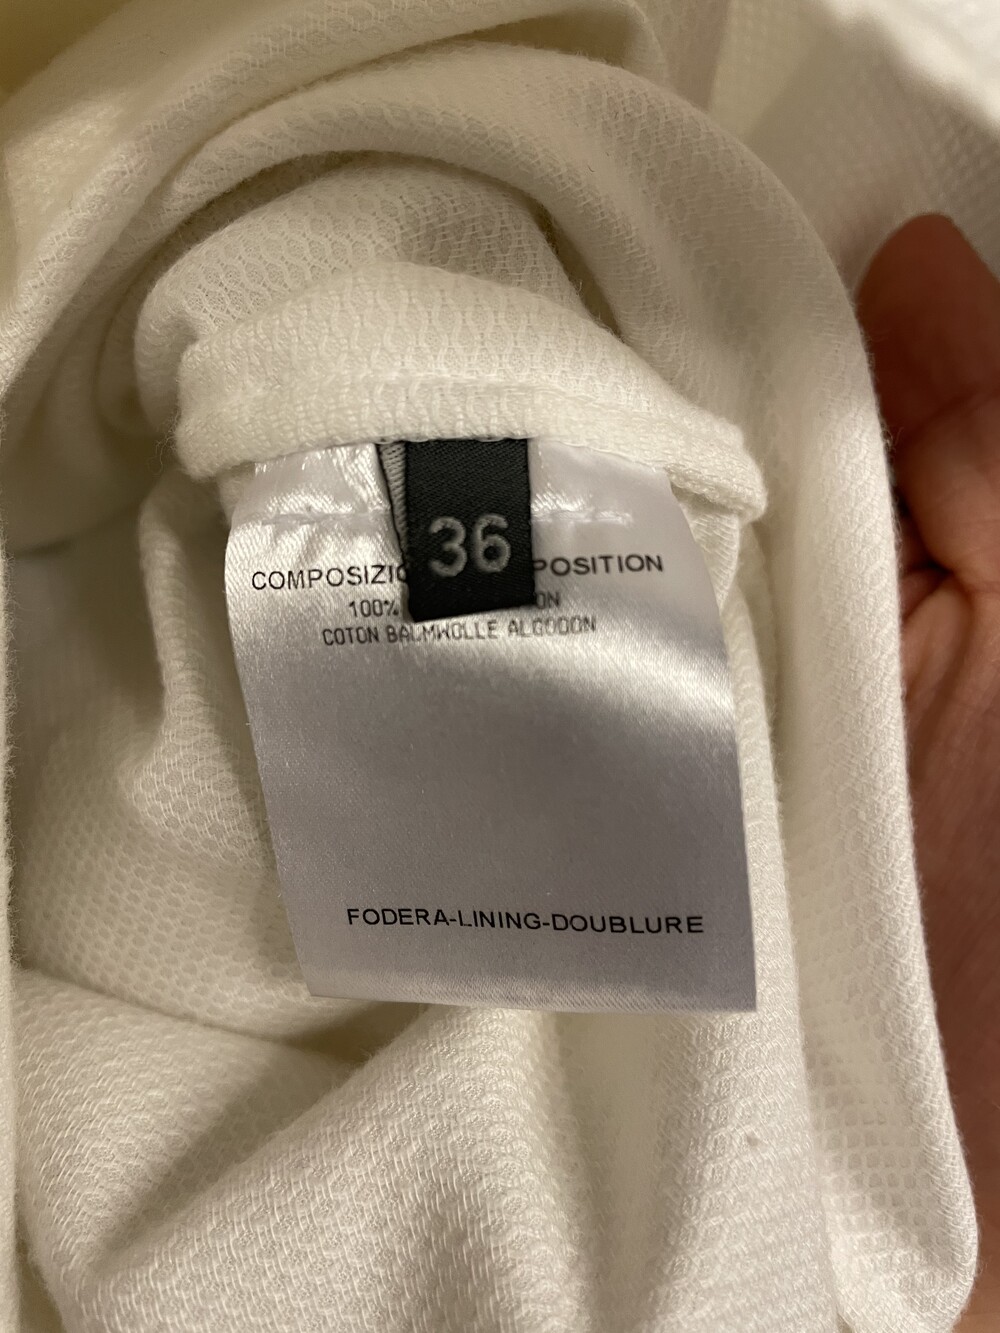 36
COMPOSIZIO POSITION
100% ON
COTON BAUMWOLLE ALGODON
FODERA-LINING-DOUBLURE